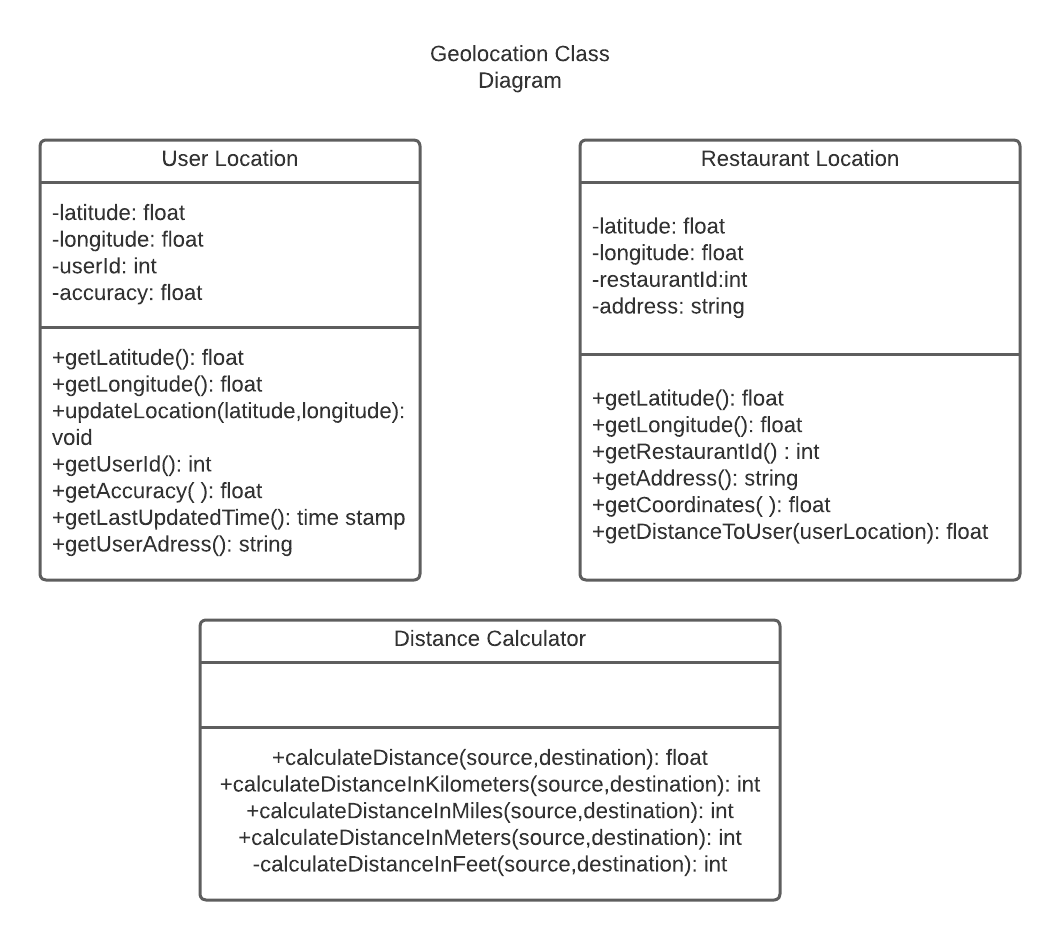 Geolocation Class
Diagram
User Location
-latitude: float
-longitude: float
-userId: int
-accuracy: float
+getLatitude(): float
+getLongitude(): float
+updateLocation(latitude,longitude):
void
+getUserId(): int
+getAccuracy( ): float
+getLastUpdatedTime(): time stamp
+getUserAdress(): string
Restaurant Location
-latitude: float
-longitude: float
-restaurantId:int
-address: string
+getLatitude(): float
+getLongitude(): float
+getRestaurantId() : int
+getAddress(): string
+getCoordinates( ): float
+getDistanceToUser(userLocation): float
Distance Calculator
+calculateDistance(source,destination): float
+calculateDistanceInKilometers(source,destination): int
+calculateDistanceInMiles(source,destination): int
+calculateDistanceInMeters(source,destination): int
-calculateDistanceInFeet(source,destination): int